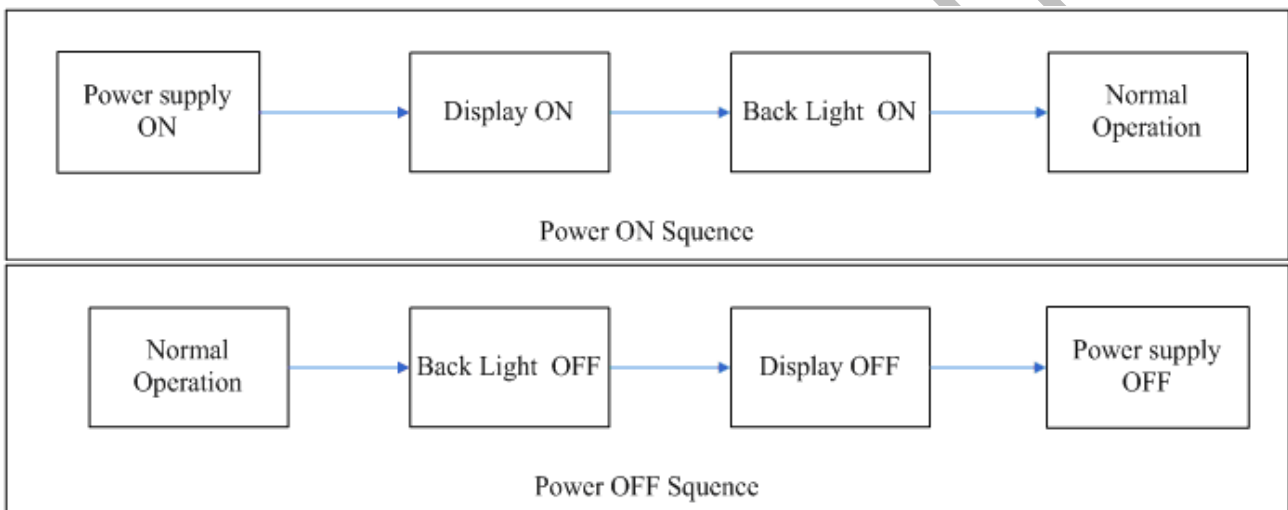 Power supply
ON
Display ON
Back Light ON
Normal
Operation
Power ON Squence
Normal
Operation
Back Light OFF
Display OFF
Power supply
OFF
Power OFF Squence